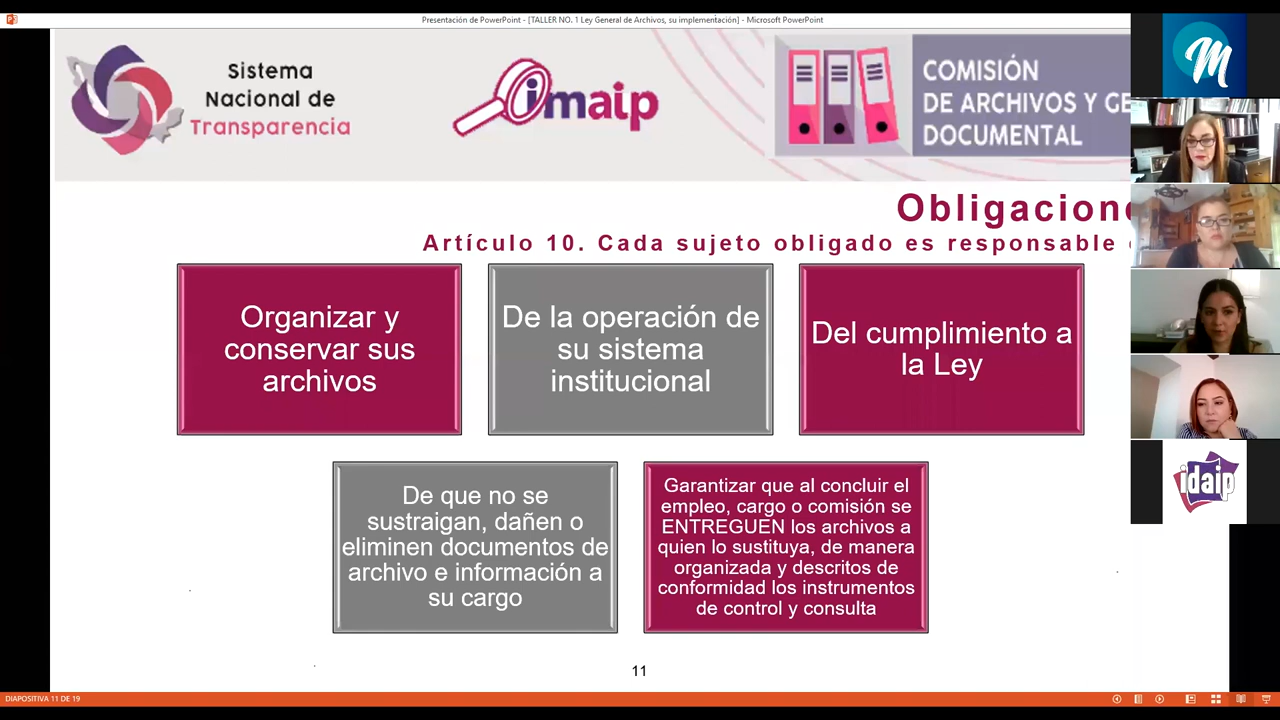 Presentación de PowerPoint - [TALLER NO. 1 Ley General de Archivos, su implementación] - Microsoft PowerPoint
Sistema
Nacional de
Transparencia
imaip
COMISIÓN
DE ARCHIVOS Y GE
DOCUMENTAL
M
Obligacion
Artículo 10. Cada sujeto obligado es responsable
Organizar y
conservar sus
archivos
De la operación de
su sistema
institucional
Del cumplimiento a
la Ley
De que no se
sustraigan, dañen o
eliminen documentos de
archivo e información a
su cargo
Garantizar que al concluir el
empleo, cargo o comisión se
ENTREGUEN los archivos a
quien lo sustituya, de manera
organizada y descritos de
conformidad los instrumentos
de control y consulta
idaip
11
DIAPOSITIVA 11 DE 19